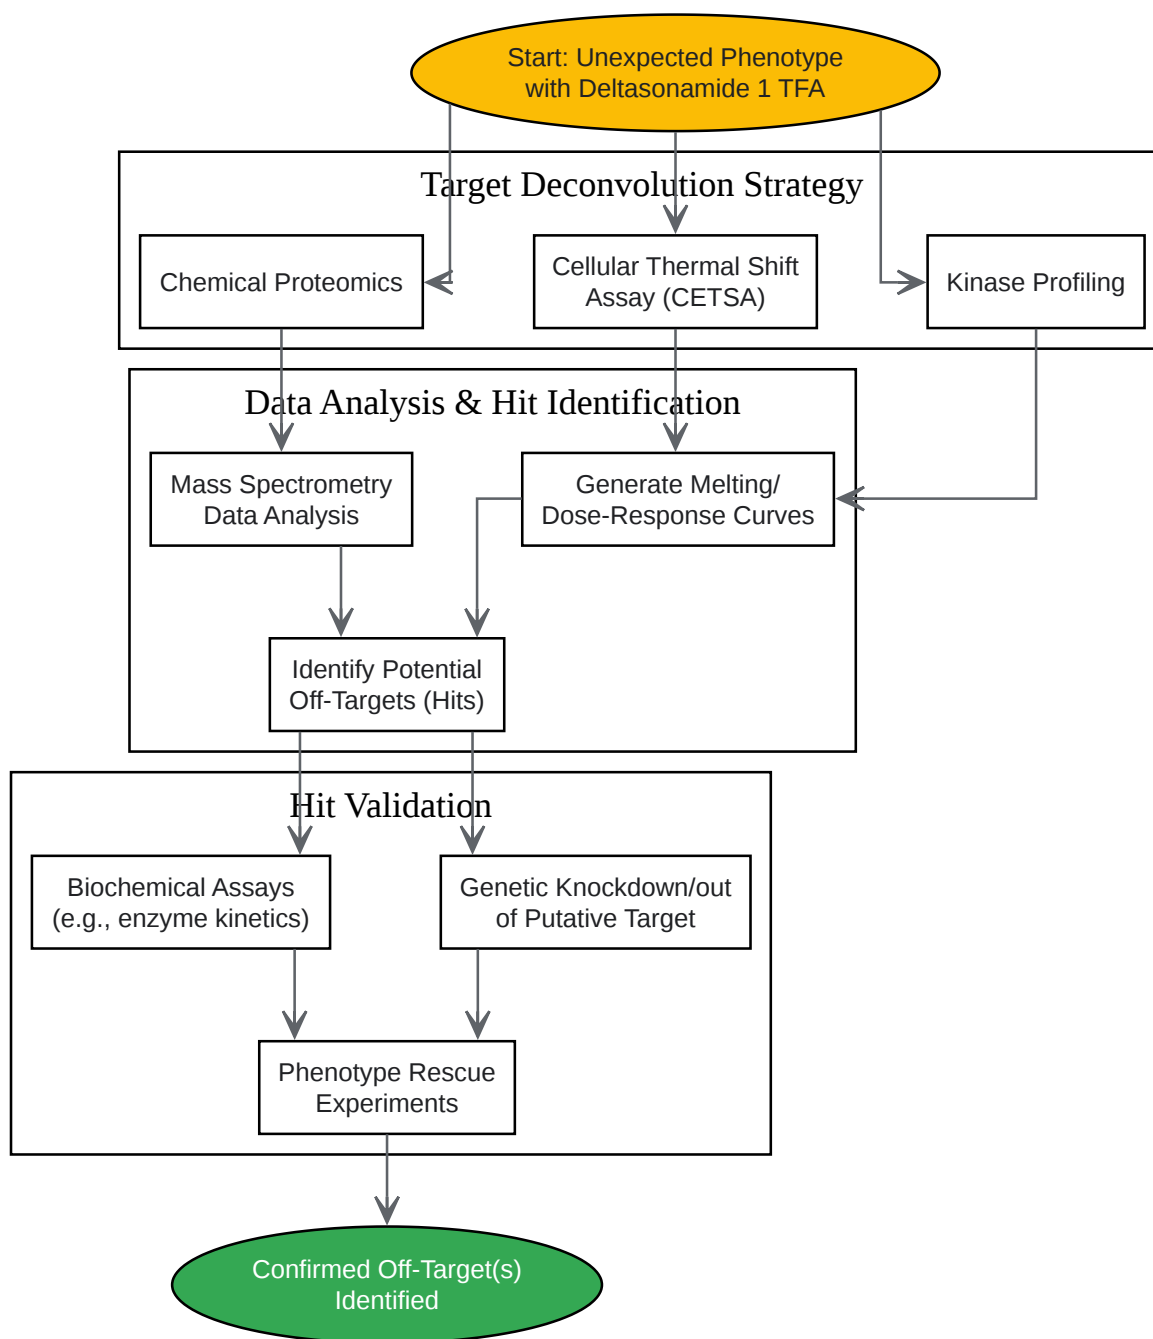 Start: Unexpected Phenotype
with Deltasonamide 1 TFA
Target Deconvolution Strategy
Chemical Proteomics
Cellular Thermal Shift
Assay (CETSA)
Kinase Profiling
Data Analysis & Hit Identification
Mass Spectrometry
Data Analysis
Generate Melting/
Dose-Response Curves
Identify Potential
Off-Targets (Hits)
Hit Validation
Biochemical Assays
(e.g., enzyme kinetics)
Genetic Knockdown/out
of Putative Target
Phenotype Rescue
Experiments
Confirmed Off-Target(s)
Identified